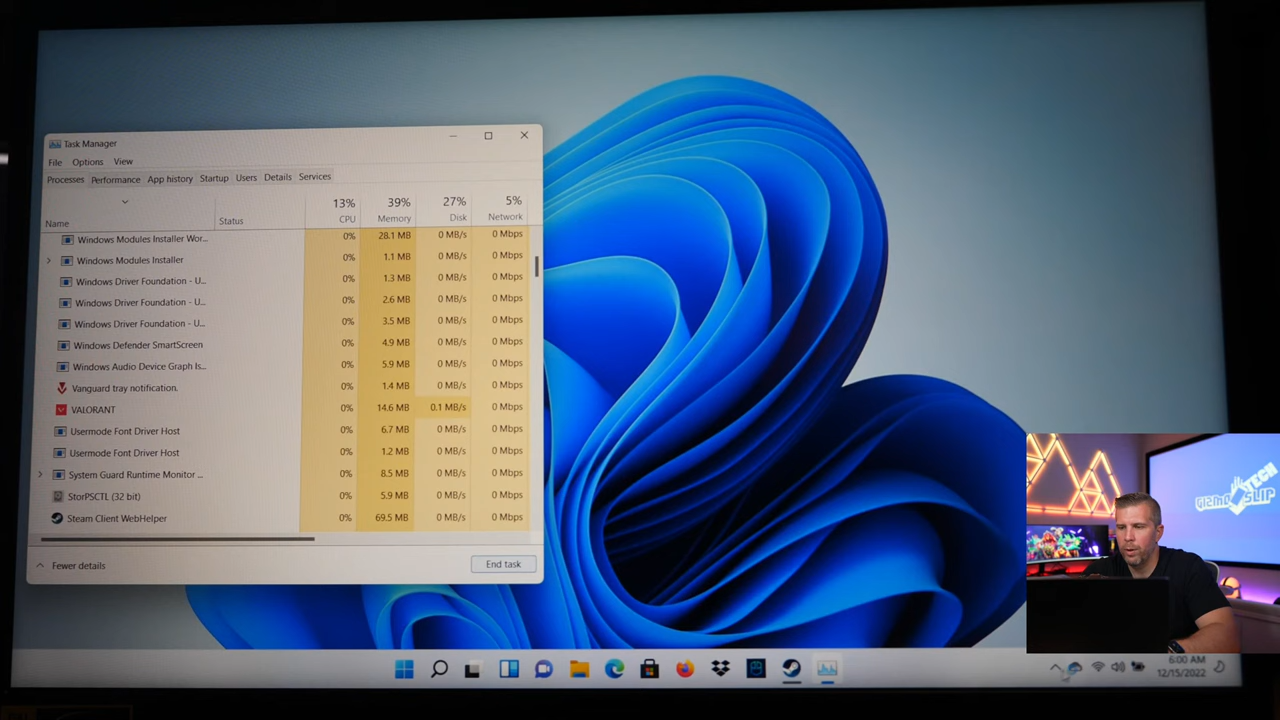 Task Manager
File Options View
Processes Performance App history Startup Users Details Services
13% 39% 27% 5%
Name Status CPU Memory Disk Network
Windows Modules Installer Wor... 0% 28.1 MB 0 MB/s 0 Mbps
Windows Modules Installer 0% 1.1 MB 0 MB/s 0 Mbps
Windows Driver Foundation - U... 0% 1.3 MB 0 MB/s 0 Mbps
Windows Driver Foundation - U... 0% 2.6 MB 0 MB/s 0 Mbps
Windows Driver Foundation - U... 0% 3.5 MB 0 MB/s 0 Mbps
Windows Defender SmartScreen 0% 4.9 MB 0 MB/s 0 Mbps
Windows Audio Device Graph Is... 0% 5.9 MB 0 MB/s 0 Mbps
Vanguard tray notification. 0% 1.4 MB 0 MB/s 0 Mbps
VALORANT 0% 14.6 MB 0.1 MB/s 0 Mbps
Usermode Font Driver Host 0% 6.7 MB 0 MB/s 0 Mbps
Usermode Font Driver Host 0% 1.2 MB 0 MB/s 0 Mbps
System Guard Runtime Monitor ... 0% 8.5 MB 0 MB/s 0 Mbps
StorPSCTL (32 bit) 0% 5.9 MB 0 MB/s 0 Mbps
Steam Client WebHelper 0% 69.5 MB 0 MB/s 0 Mbps
Fewer details End task
GIZMO SLIP
TECH
6:00 AM
12/15/2022